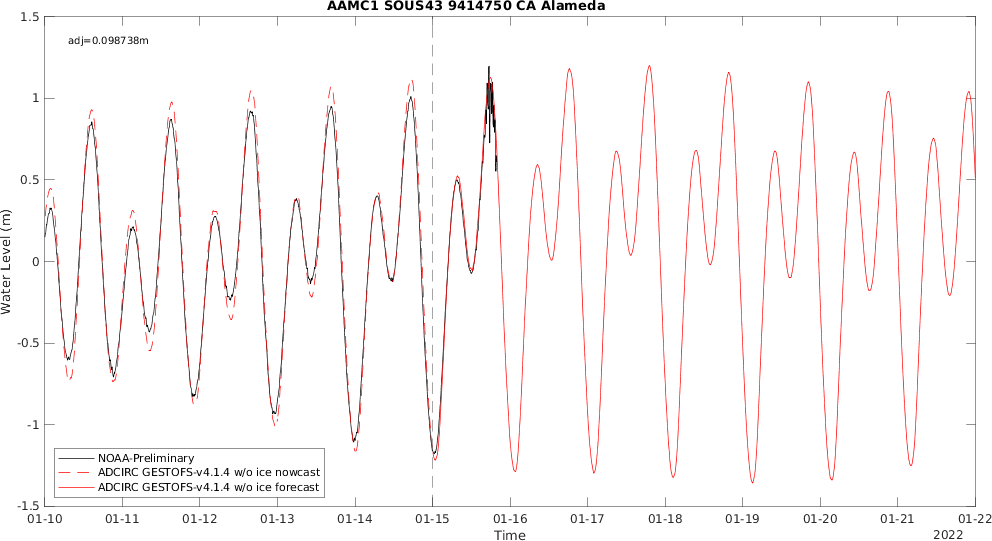 AAMC1 SOUS43 9414750 CA Alameda
adj=0.098738m
1.5
1
0.5
0
-0.5
-1
-1.5
Water Level (m)
NOAA-Preliminary
ADCIRC GESTOFS-v4.1.4 w/o ice nowcast
ADCIRC GESTOFS-v4.1.4 w/o ice forecast
01-10 01-11 01-12 01-13 01-14 01-15 01-16 01-17 01-18 01-19 01-20 01-21 01-22
Time
2022